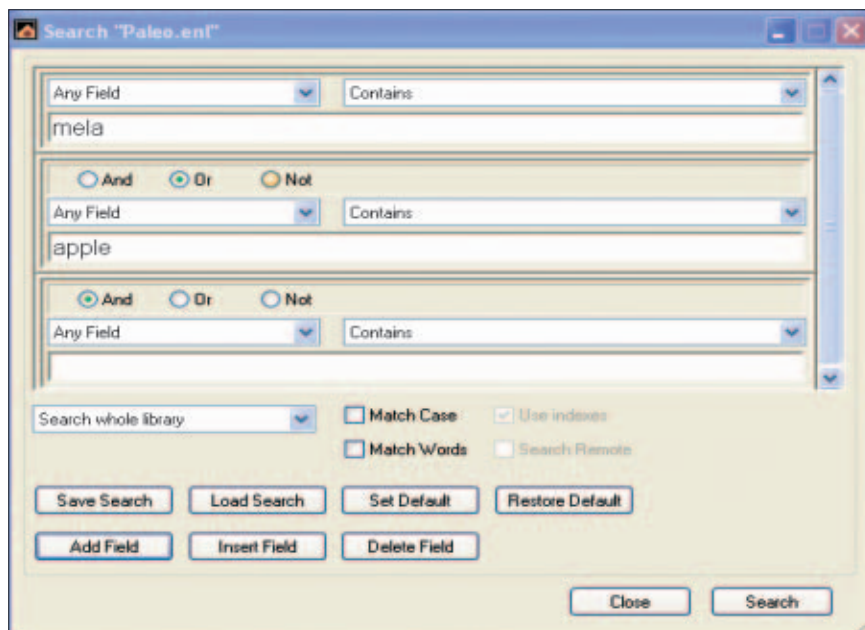 Search "Paleo.enl"
Any Field Contains
mela
And Or Not
Any Field Contains
apple
And Or Not
Any Field Contains
Search whole library Match Case Use indexes
Match Words Search Remote
Save Search Load Search Set Default Restore Default
Add Field Insert Field Delete Field
Close Search